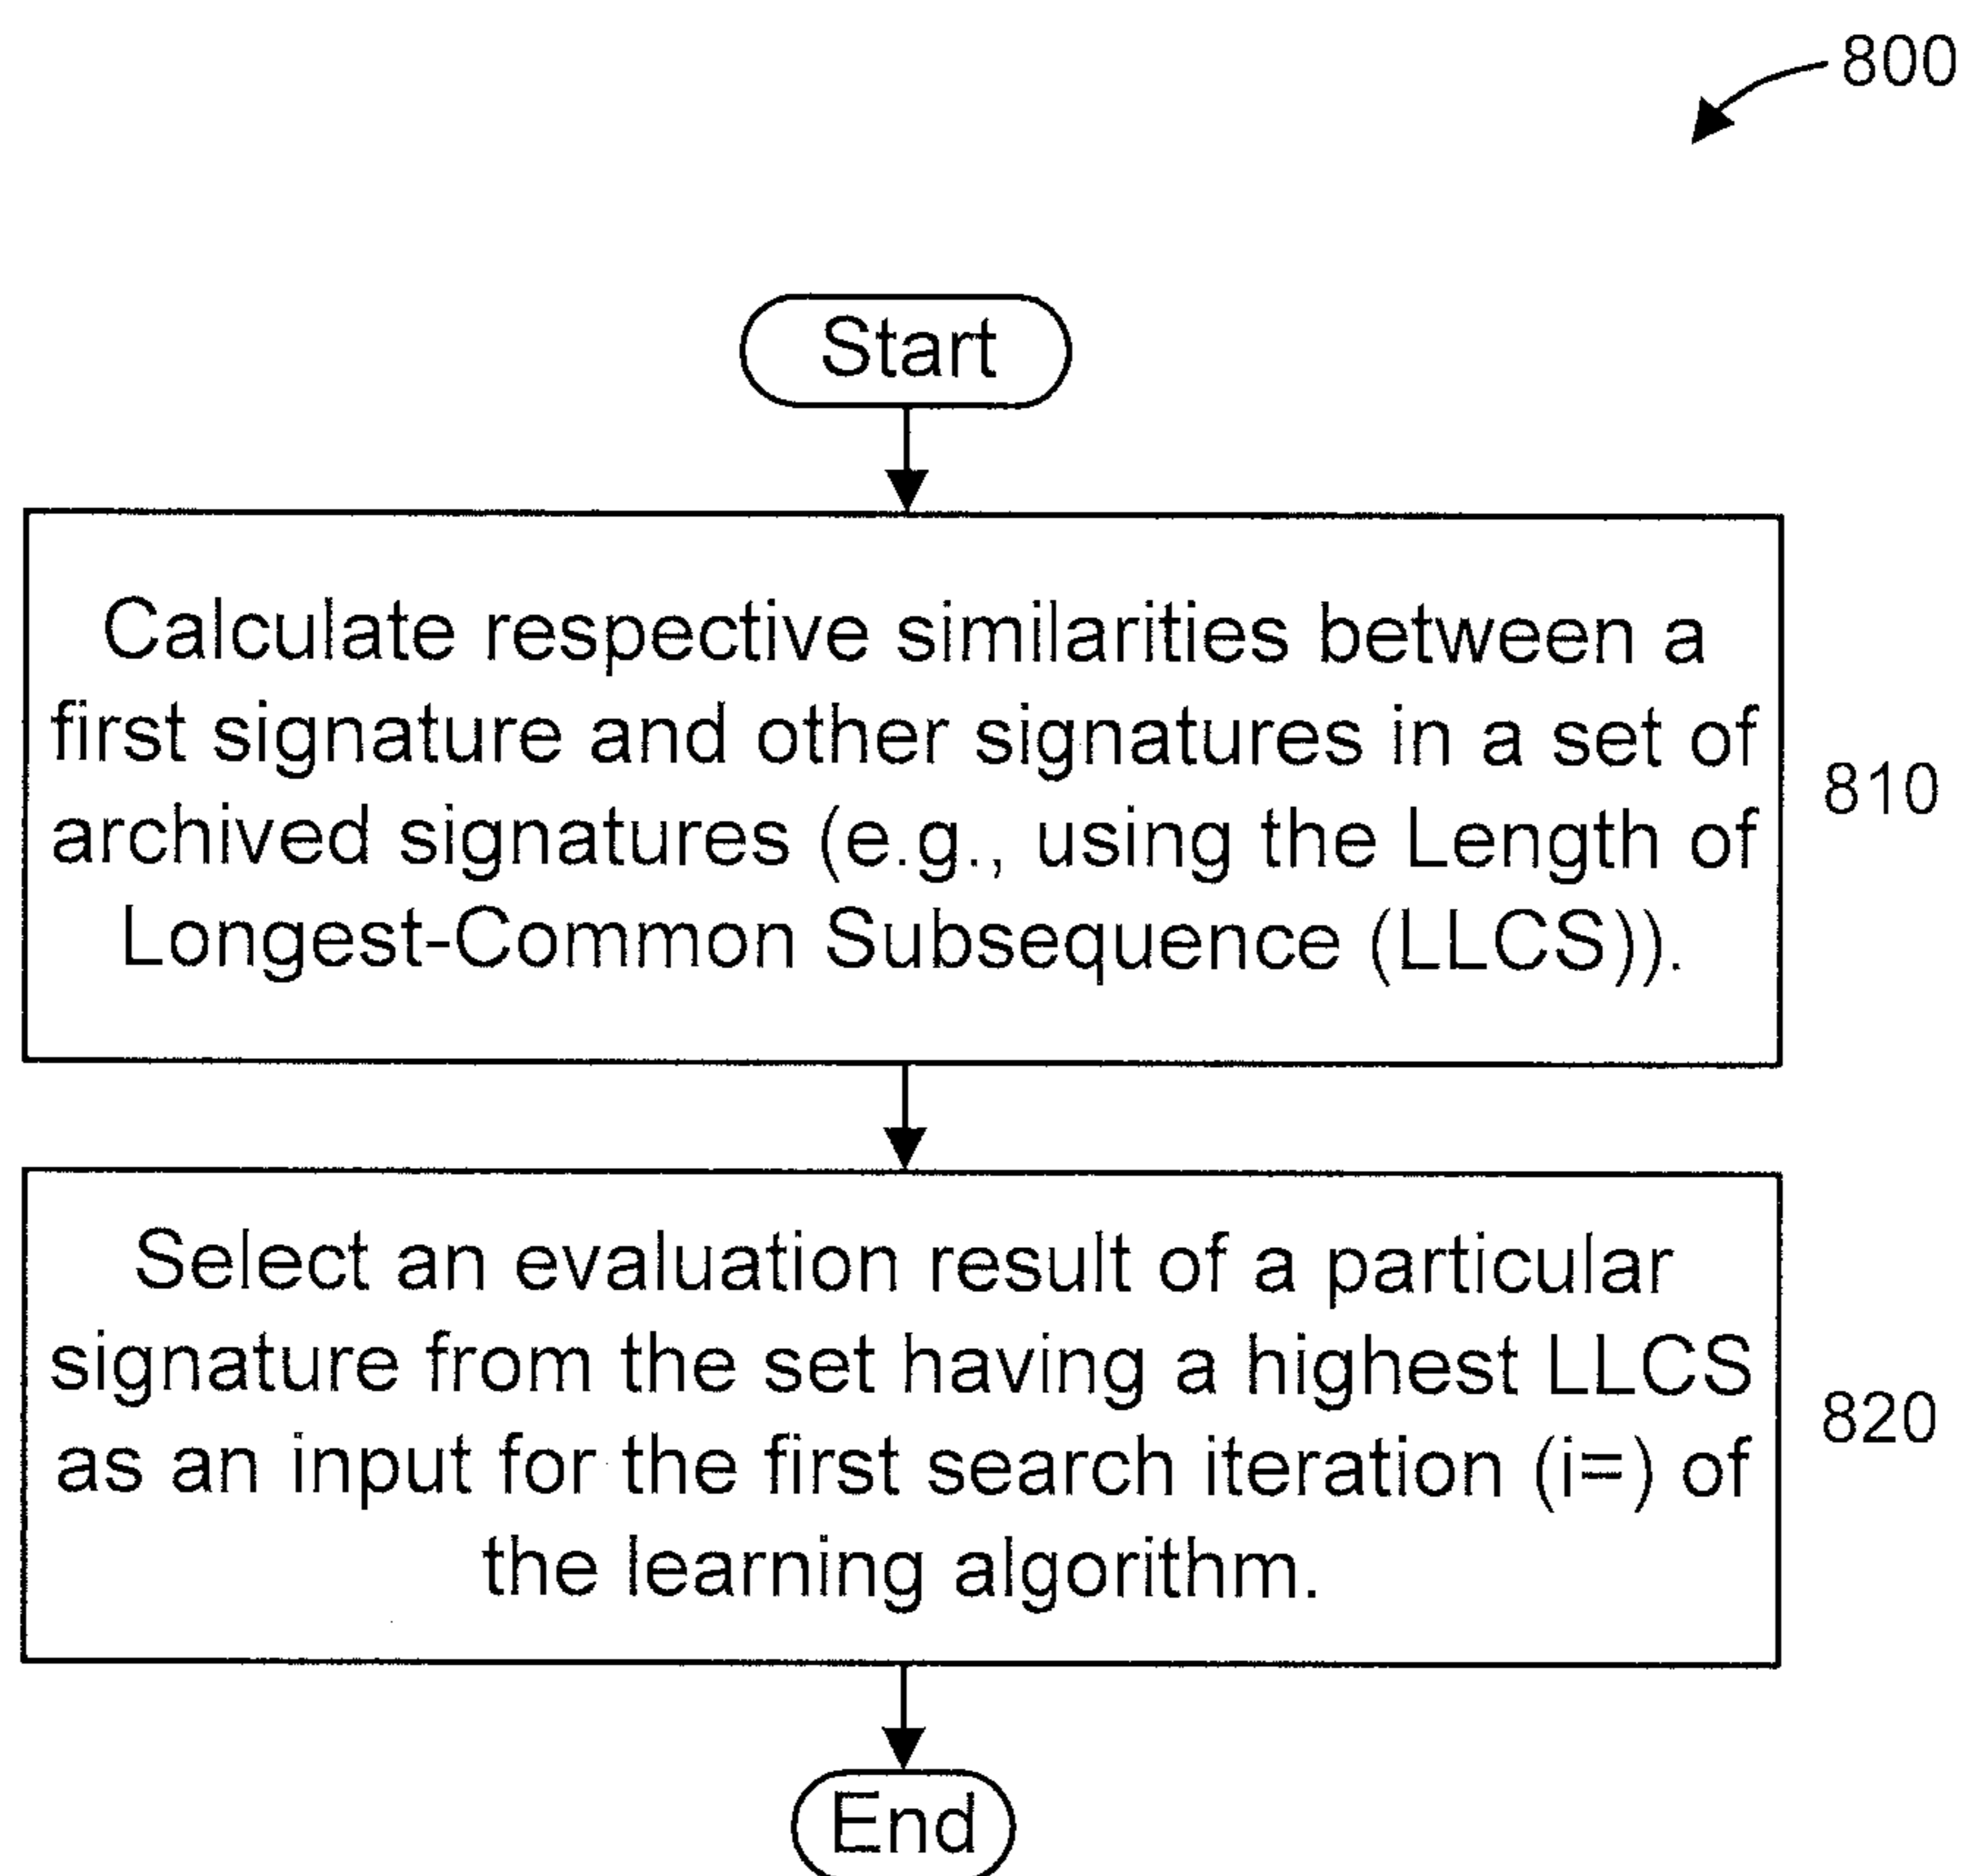 800
Start
Calculate respective similarities between a
first signature and other signatures in a set of
archived signatures (e.g., using the Length of
Longest-Common Subsequence (LLCS)).
810
Select an evaluation result of a particular
signature from the set having a highest LLCS
as an input for the first search iteration (i=) of
the learning algorithm.
820
End